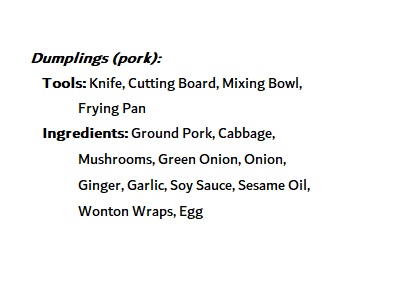 Dumplings (pork):
Tools: Knife, Cutting Board, Mixing Bowl,
Frying Pan
Ingredients: Ground Pork, Cabbage,
Mushrooms, Green Onion, Onion,
Ginger, Garlic, Soy Sauce, Sesame Oil,
Wonton Wraps, Egg